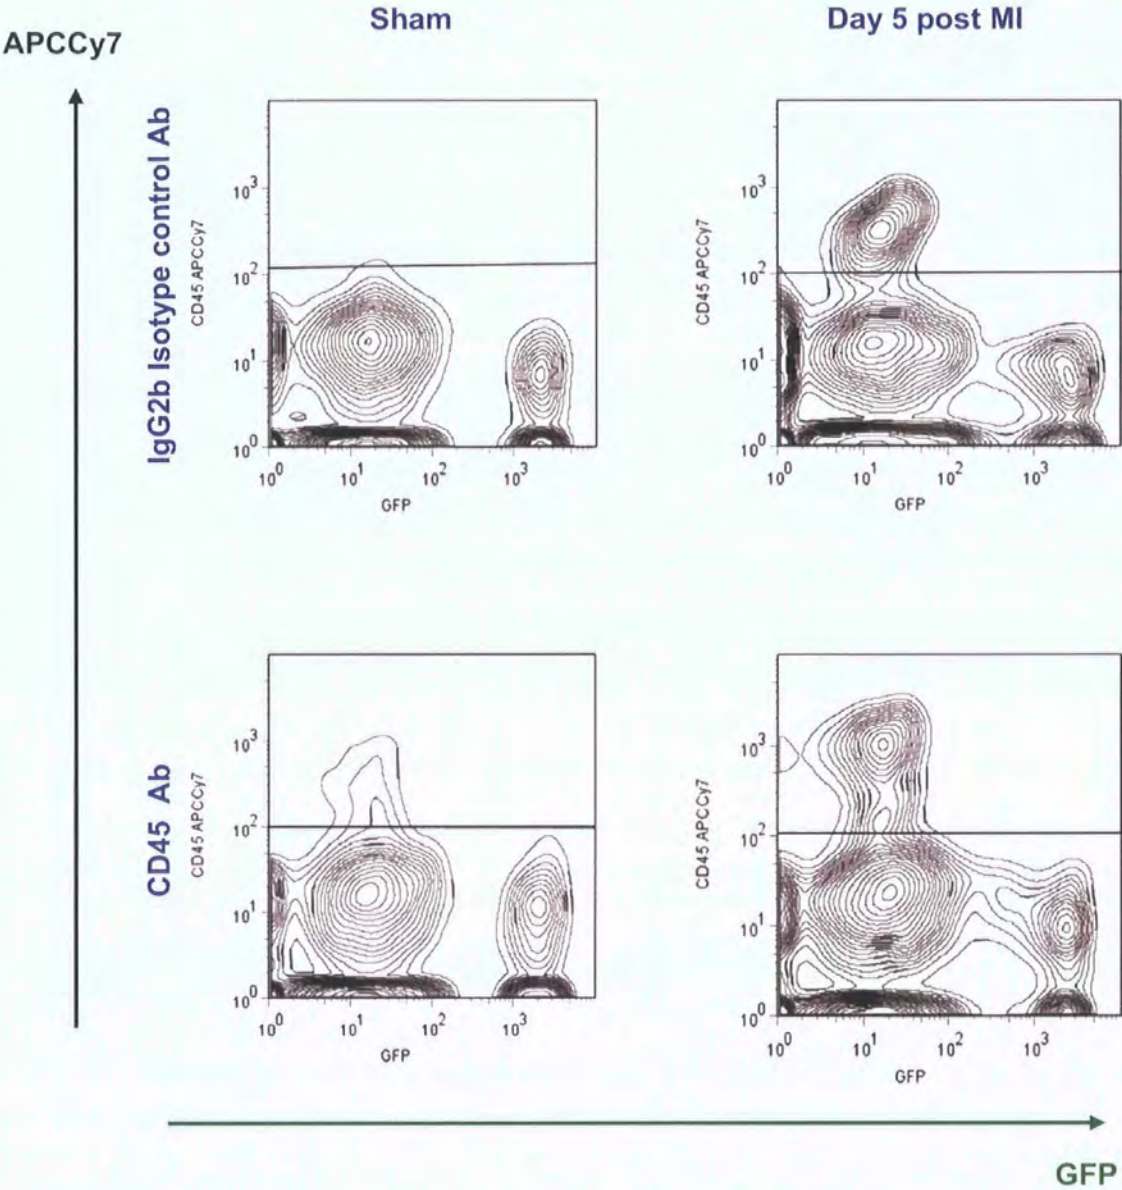 Sham
Day 5 post MI
APCCy7
IgG2b Isotype control Ab
CD45 APCCy7
10³
10²
10¹
10⁰
10⁰ 10¹ 10² 10³
GFP
CD45 APCCy7
10³
10²
10¹
10⁰
10⁰ 10¹ 10² 10³
GFP
CD45 Ab
CD45 APCCy7
10³
10²
10¹
10⁰
10⁰ 10¹ 10² 10³
GFP
CD45 APCCy7
10³
10²
10¹
10⁰
10⁰ 10¹ 10² 10³
GFP
GFP